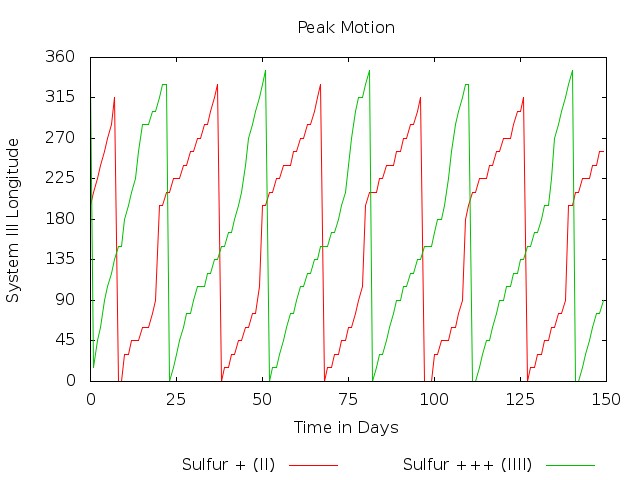 Peak Motion
360
315
270
225
180
135
90
45
0
System III Longitude
0 25 50 75 100 125 150
Time in Days
Sulfur + (II) Sulfur +++ (IIII)